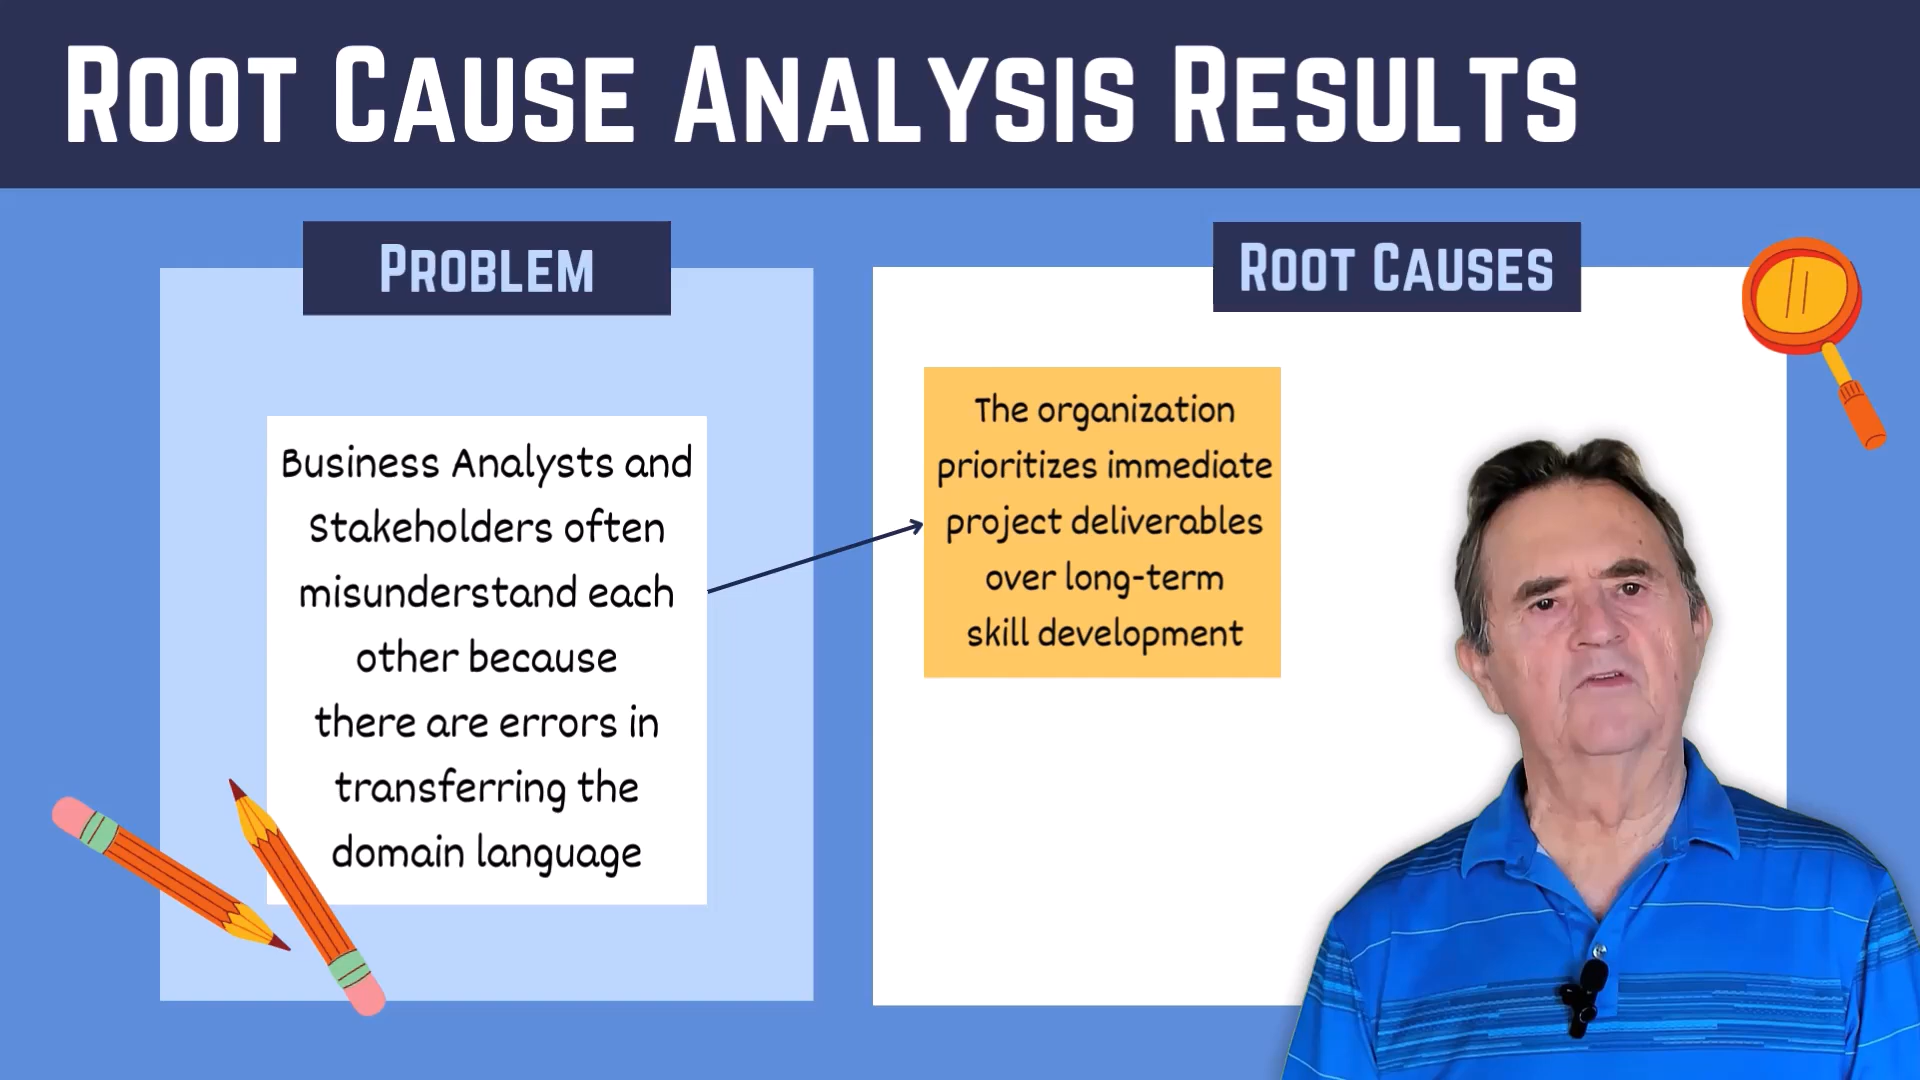 ROOT CAUSE ANALYSIS RESULTS
PROBLEM
Business Analysts and
Stakeholders often
misunderstand each
other because
there are errors in
transferring the
domain language
ROOT CAUSES
The organization
prioritizes immediate
project deliverables
over long-term
skill development